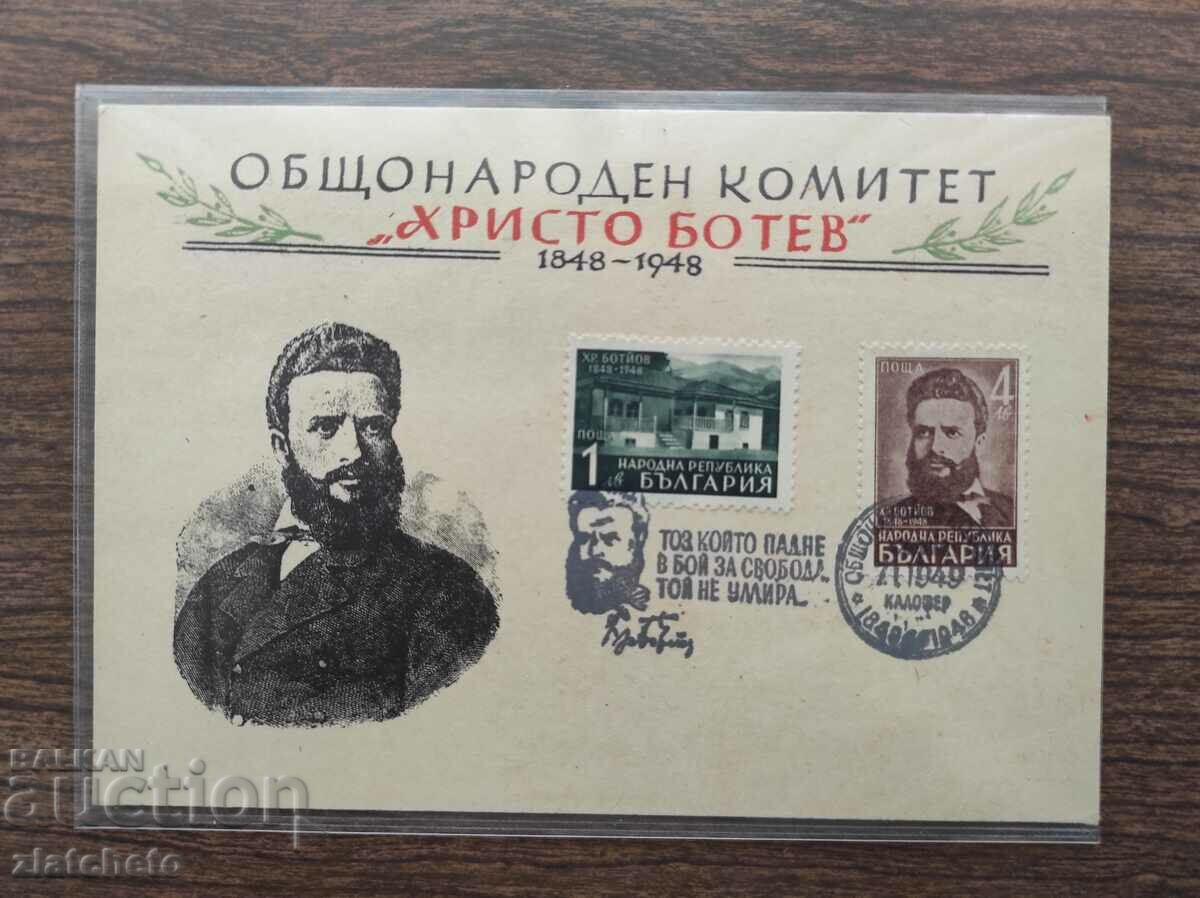 ОБЩОНАРОДЕН КОМИТЕТ
„ХРИСТО БОТЕВ"
1848-1948
ХР. БОТЙОВ
1848-1948
ПОЩА
1 лв
НАРОДНА РЕПУБЛИКА
БЪЛГАРИЯ
ПОЩА
4 лв
ХР. БОТЙОВ
1848-1948
НАРОДНА РЕПУБЛИКА
БЪЛГАРИЯ
ТОЗ, КОЙТО ПАДНЕ
В БОЙ ЗА СВОБОДА,
ТОЙ НЕ УМИРА...
1949
КАЛОФЕР
1848 1948
BALKAN
auction
zlatcheto